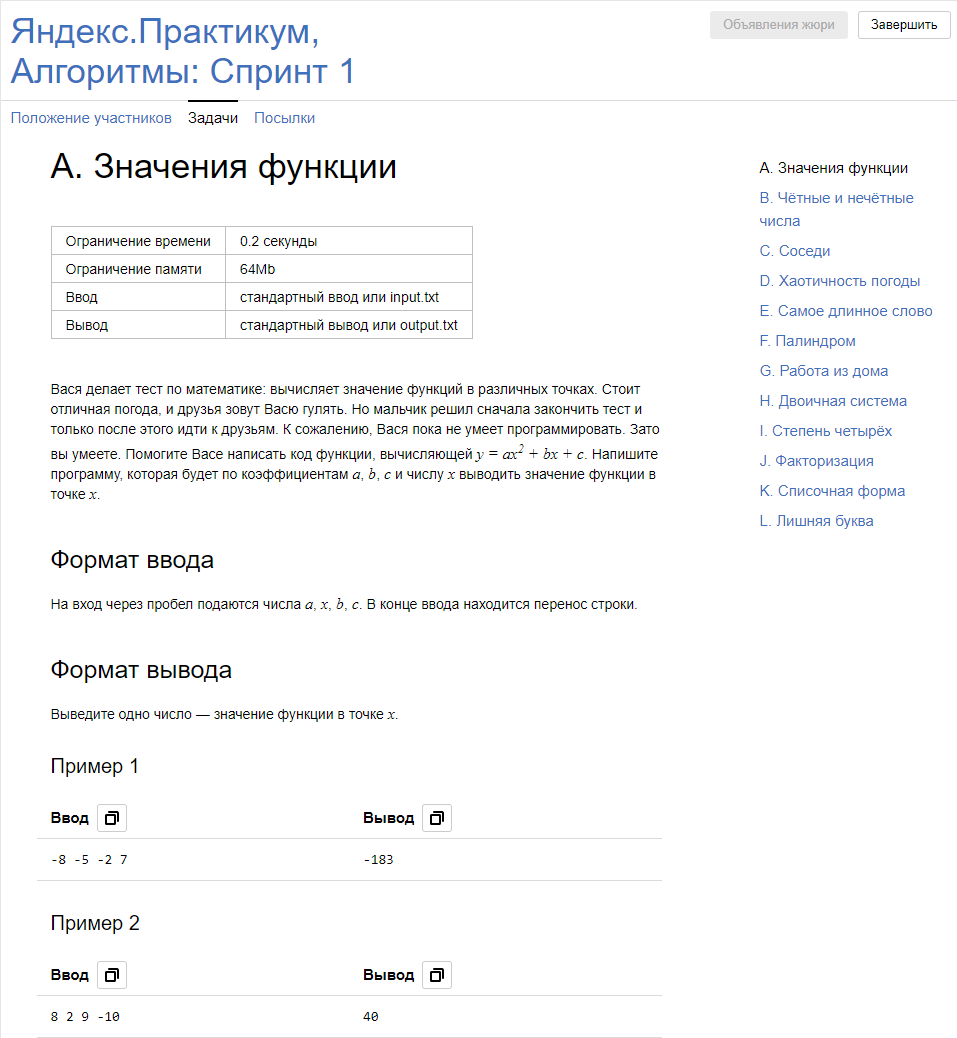 Яндекс.Практикум,
Алгоритмы: Спринт 1
Объявления жюри
Завершить
Положение участников Задачи Посылки
A. Значения функции
Ограничение времени 0.2 секунды
Ограничение памяти 64Mb
Ввод стандартный ввод или input.txt
Вывод стандартный вывод или output.txt
Вася делает тест по математике: вычисляет значение функций в различных точках. Стоит
отличная погода, и друзья зовут Васю гулять. Но мальчик решил сначала закончить тест и
только после этого идти к друзьям. К сожалению, Вася пока не умеет программировать. Зато
вы умеете. Помогите Васе написать код функции, вычисляющей y = ax² + bx + c. Напишите
программу, которая будет по коэффициентам a, b, c и числу x выводить значение функции в
точке x.
Формат ввода
На вход через пробел подаются числа a, x, b, c. В конце ввода находится перенос строки.
Формат вывода
Выведите одно число — значение функции в точке x.
Пример 1
Ввод Вывод
-8 -5 -2 7 -183
Пример 2
Ввод Вывод
8 2 9 -10 40
A. Значения функции
B. Чётные и нечётные
числа
C. Соседи
D. Хаотичность погоды
E. Самое длинное слово
F. Палиндром
G. Работа из дома
H. Двоичная система
I. Степень четырёх
J. Факторизация
K. Списочная форма
L. Лишняя буква